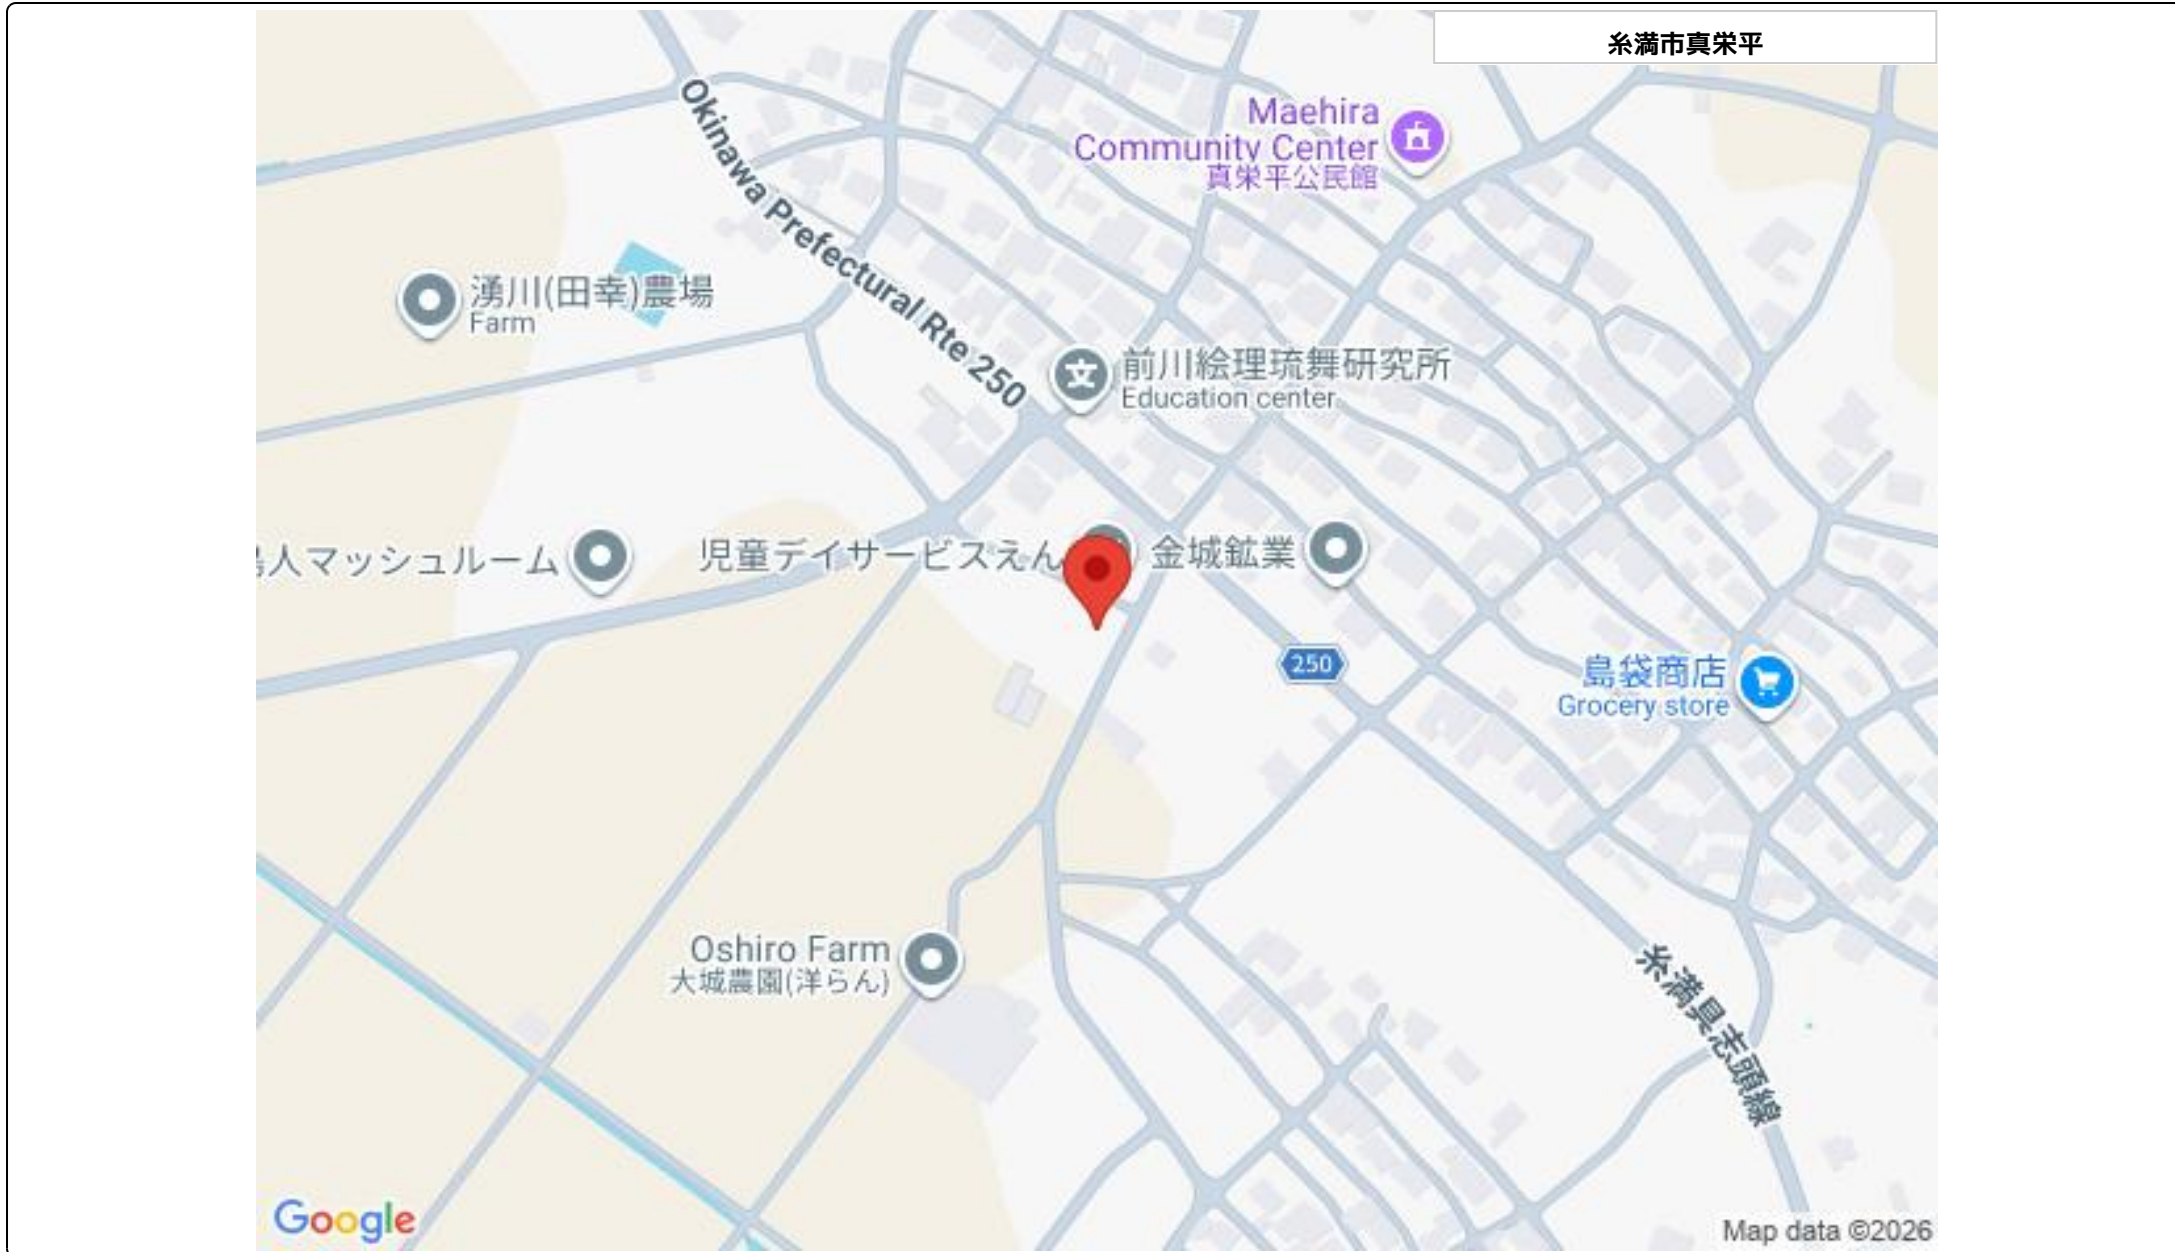 糸満市真栄平
Okinawa Prefectural Rte 250
Maehira
Community Center
真栄平公民館
湧川(田幸)農場
Farm
前川絵理琉舞研究所
Education center
人マッシュルーム
児童デイサービスえん
金城鉱業
250
島袋商店
Grocery store
Oshiro Farm
大城農園(洋らん)
糸満具志頭線
Google
Map data ©2026